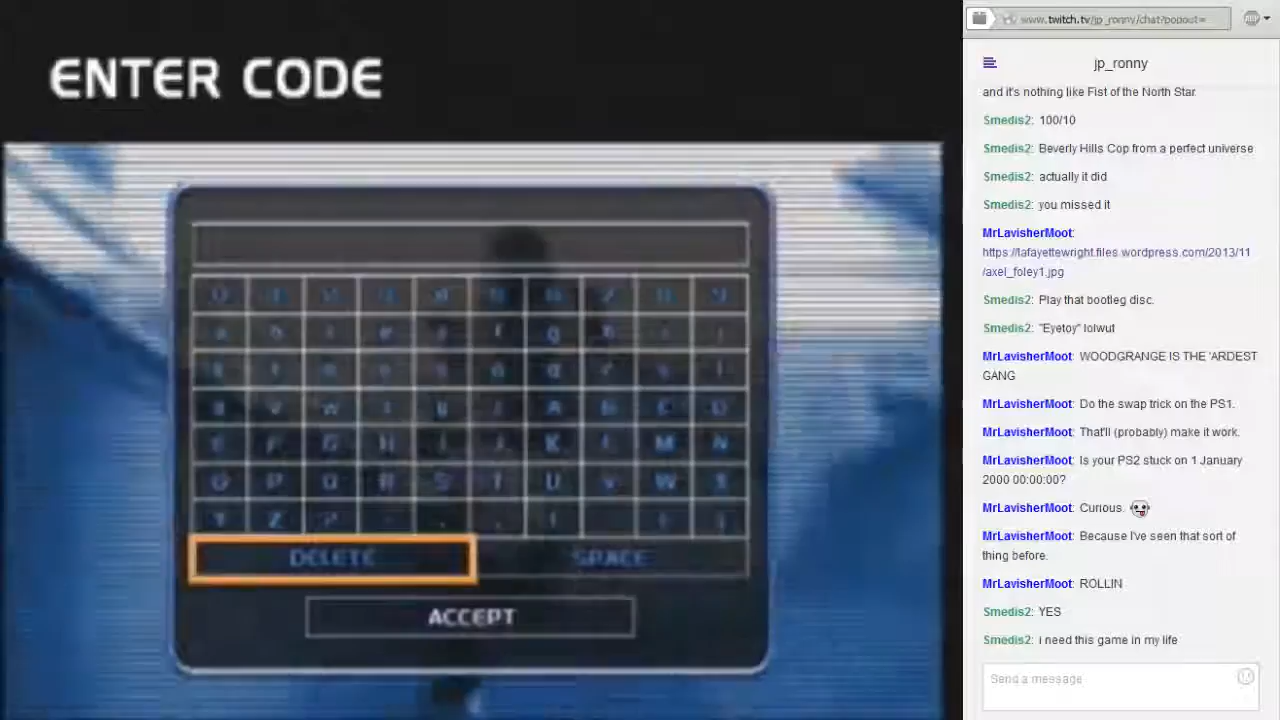 ENTER CODE
DELETE SPACE
ACCEPT
www.twitch.tv/jp_ronny/chat?popout=
jp_ronny
and it's nothing like Fist of the North Star.
Smedis2: 100/10
Smedis2: Beverly Hills Cop from a perfect universe
Smedis2: actually it did
Smedis2: you missed it
MrLavisherMoot:
https://lafayettewright.files.wordpress.com/2013/11
/axel_foley1.jpg
Smedis2: Play that bootleg disc.
Smedis2: "Eyetoy" lolwut
MrLavisherMoot: WOODGRANGE IS THE 'ARDEST
GANG
MrLavisherMoot: Do the swap trick on the PS1.
MrLavisherMoot: That'll (probably) make it work.
MrLavisherMoot: Is your PS2 stuck on 1 January
2000 00:00:00?
MrLavisherMoot: Curious.
MrLavisherMoot: Because I've seen that sort of
thing before.
MrLavisherMoot: ROLLIN
Smedis2: YES
Smedis2: i need this game in my life
Send a message